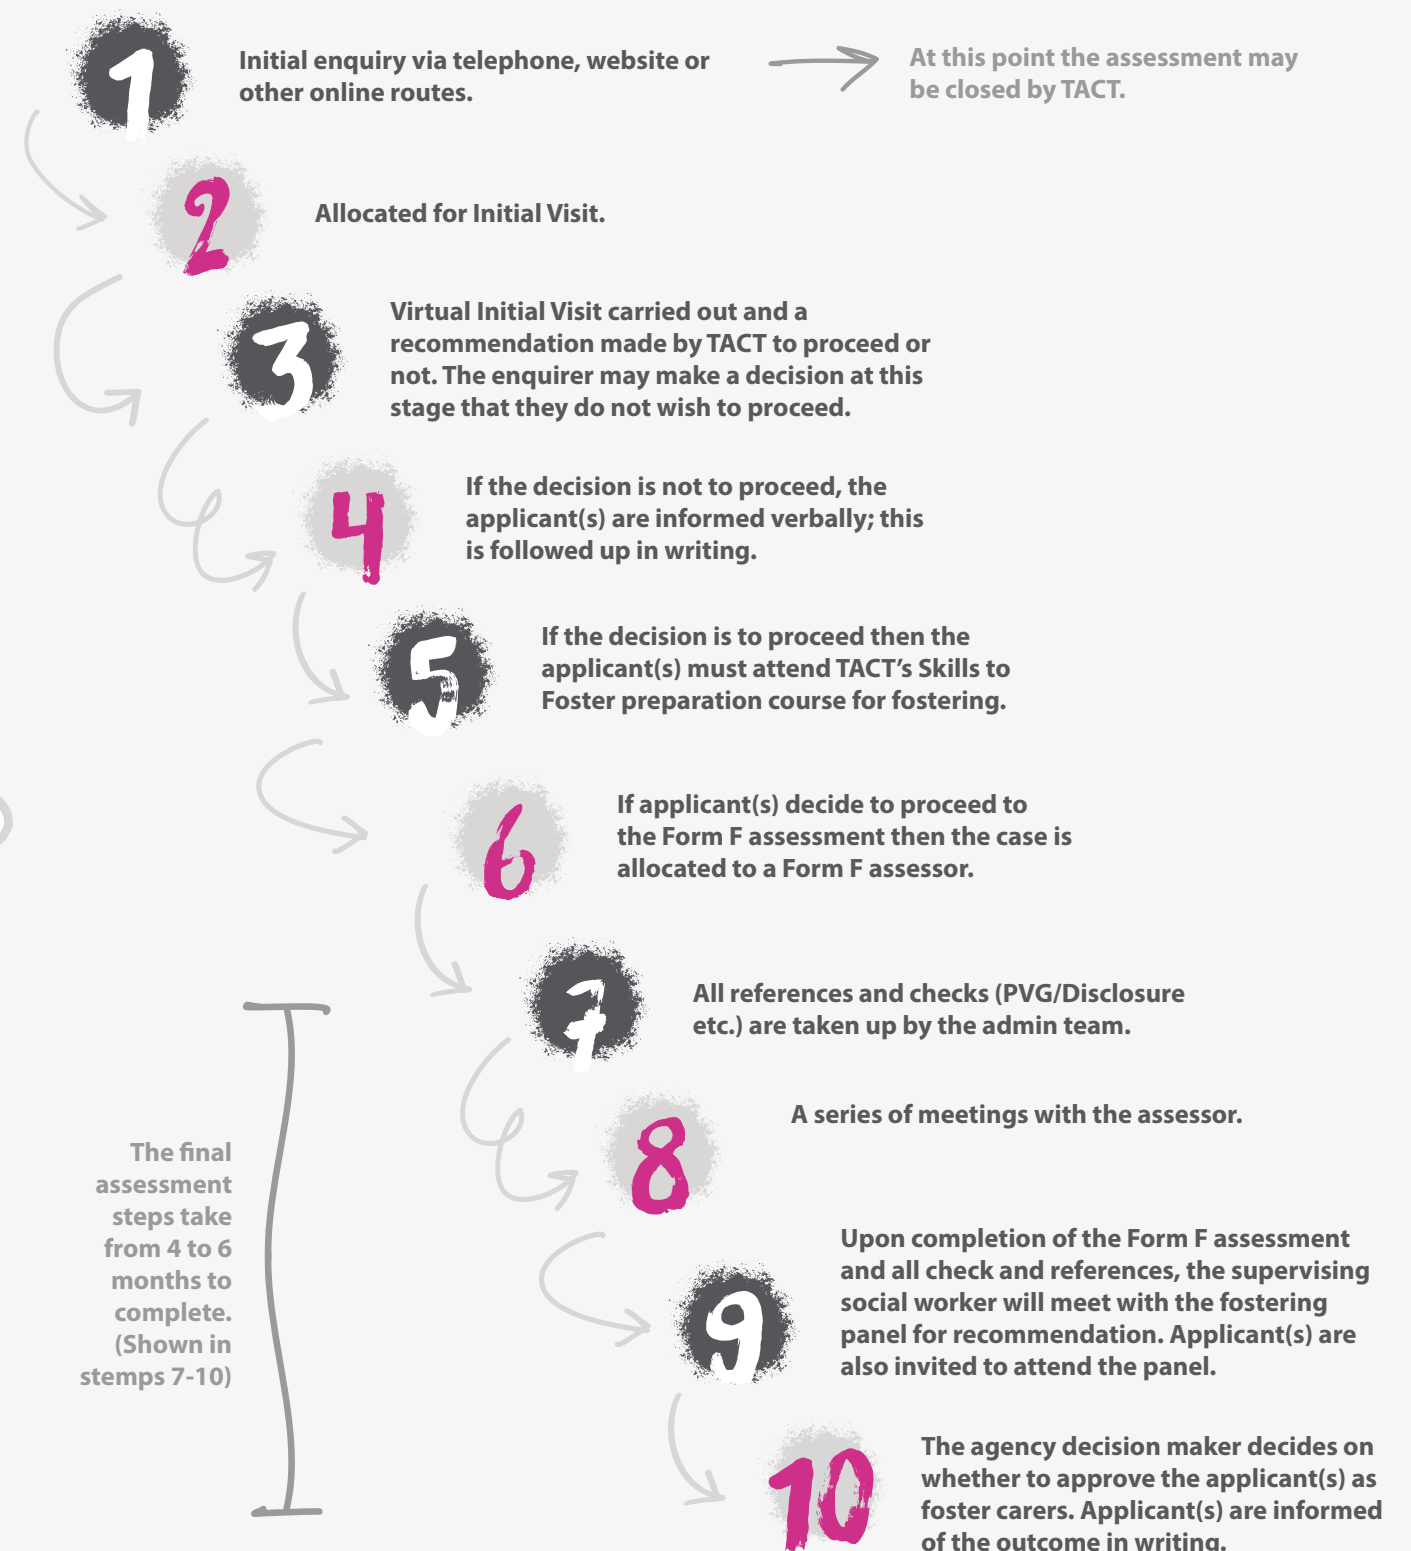 1
Initial enquiry via telephone, website or
other online routes.
At this point the assessment may
be closed by TACT.
2
Allocated for Initial Visit.
3
Virtual Initial Visit carried out and a
recommendation made by TACT to proceed or
not. The enquirer may make a decision at this
stage that they do not wish to proceed.
4
If the decision is not to proceed, the
applicant(s) are informed verbally; this
is followed up in writing.
5
If the decision is to proceed then the
applicant(s) must attend TACT’s Skills to
Foster preparation course for fostering.
6
If applicant(s) decide to proceed to
the Form F assessment then the case is
allocated to a Form F assessor.
7
All references and checks (PVG/Disclosure
etc.) are taken up by the admin team.
8
A series of meetings with the assessor.
The final
assessment
steps take
from 4 to 6
months to
complete.
(Shown in
stemps 7-10)
9
Upon completion of the Form F assessment
and all check and references, the supervising
social worker will meet with the fostering
panel for recommendation. Applicant(s) are
also invited to attend the panel.
10
The agency decision maker decides on
whether to approve the applicant(s) as
foster carers. Applicant(s) are informed
of the outcome in writing.